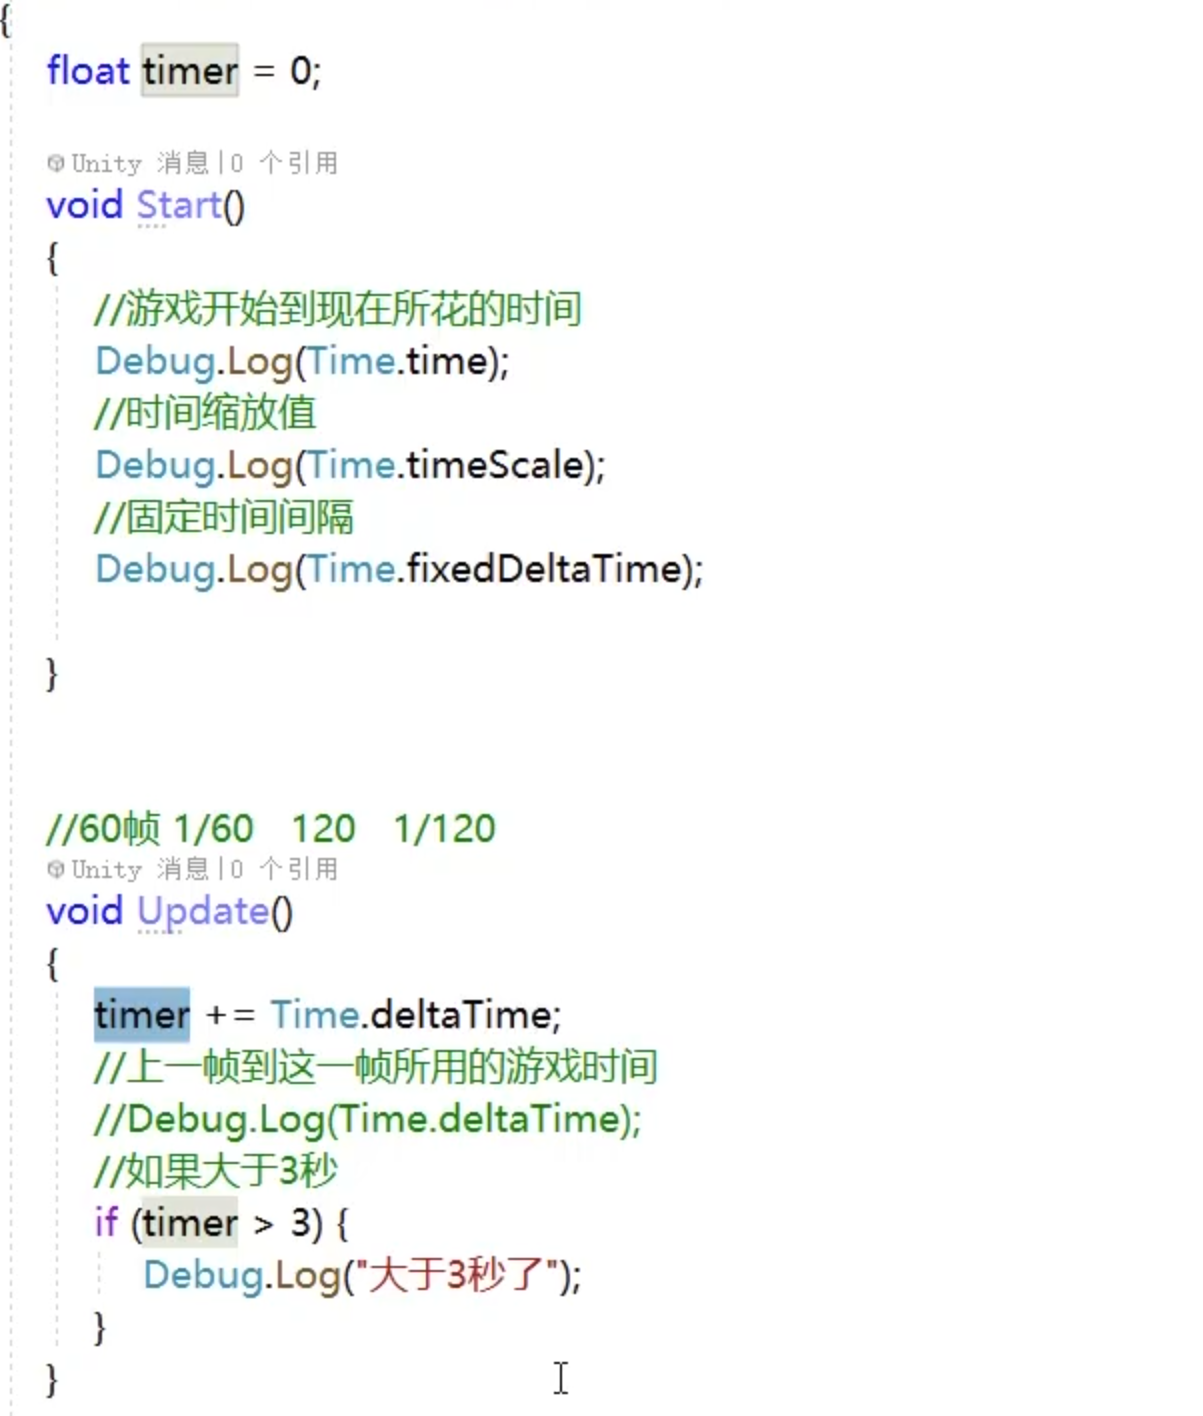 {
float timer = 0;
Unity 消息|0 个引用
void Start()
{
//游戏开始到现在所花的时间
Debug.Log(Time.time);
//时间缩放值
Debug.Log(Time.timeScale);
//固定时间间隔
Debug.Log(Time.fixedDeltaTime);
}
//60帧 1/60   120   1/120
Unity 消息|0 个引用
void Update()
{
timer += Time.deltaTime;
//上一帧到这一帧所用的游戏时间
//Debug.Log(Time.deltaTime);
//如果大于3秒
if (timer > 3) {
Debug.Log("大于3秒了");
}
}